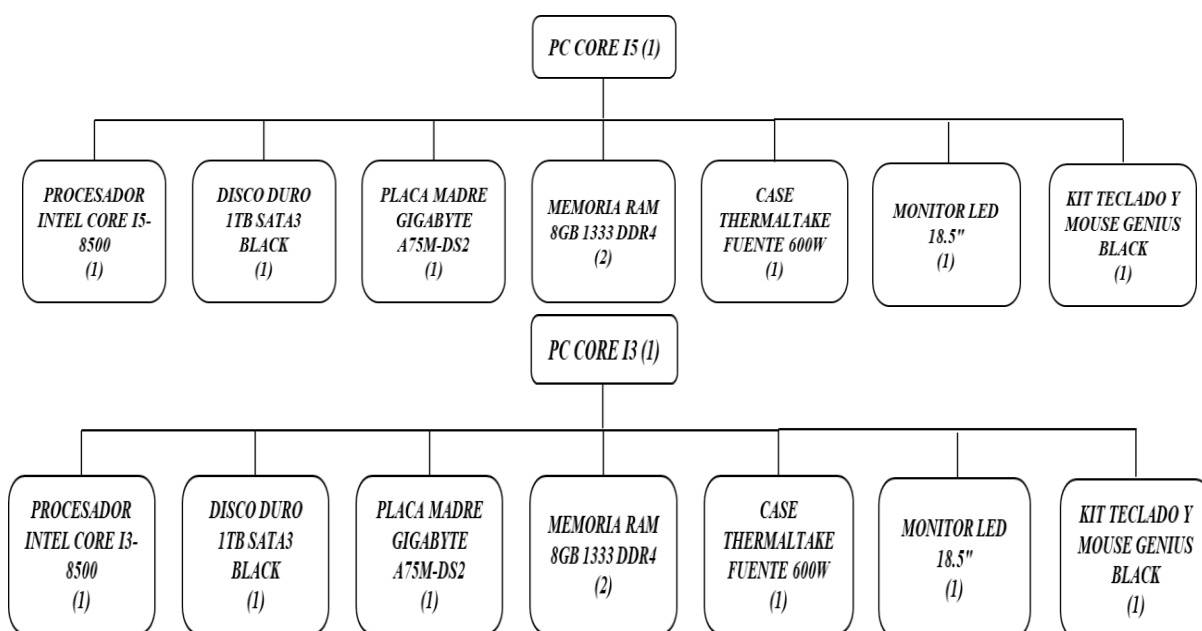 PC CORE I5 (1)
PROCESADOR
INTEL CORE I5-
8500
(1)
DISCO DURO
1TB SATA3
BLACK
(1)
PLACA MADRE
GIGABYTE
A75M-DS2
(1)
MEMORIA RAM
8GB 1333 DDR4
(2)
CASE
THERMALTAKE
FUENTE 600W
(1)
MONITOR LED
18.5"
(1)
KIT TECLADO Y
MOUSE GENIUS
BLACK
(1)
PC CORE I3 (1)
PROCESADOR
INTEL CORE I3-
8500
(1)
DISCO DURO
1TB SATA3
BLACK
(1)
PLACA MADRE
GIGABYTE
A75M-DS2
(1)
MEMORIA RAM
8GB 1333 DDR4
(2)
CASE
THERMALTAKE
FUENTE 600W
(1)
MONITOR LED
18.5"
(1)
KIT TECLADO Y
MOUSE GENIUS
BLACK
(1)